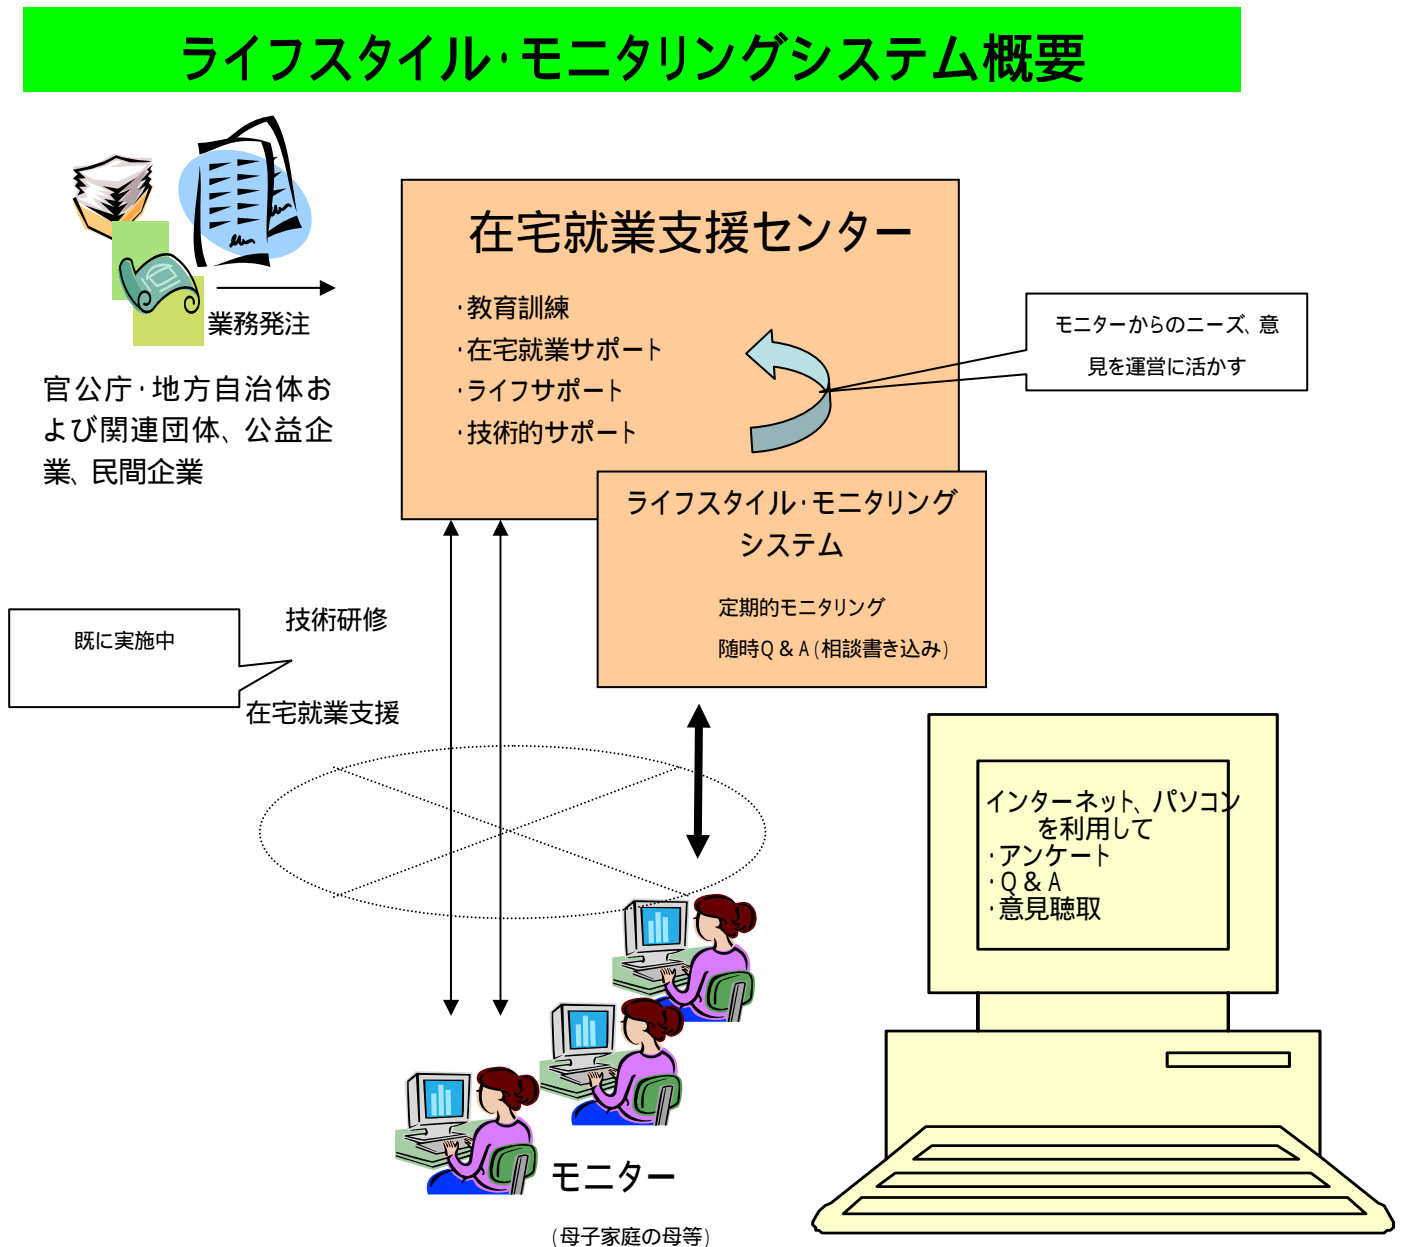 ライフスタイル・モニタリングシステム概要
業務発注
官公庁・地方自治体お
よび関連団体、公益企
業、民間企業
在宅就業支援センター
・教育訓練
・在宅就業サポート
・ライフサポート
・技術的サポート
モニターからのニーズ、意
見を運営に活かす
ライフスタイル・モニタリング
システム
定期的モニタリング
随時Q&A(相談書き込み)
既に実施中
技術研修
在宅就業支援
インターネット、パソコン
を利用して
・アンケート
・Q&A
・意見聴取
モニター
(母子家庭の母等)